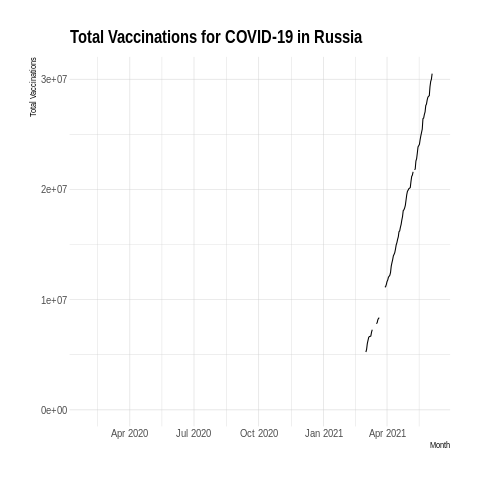 Total Vaccinations for COVID-19 in Russia
Total Vaccinations
3e+07
2e+07
1e+07
0e+00
Apr 2020 Jul 2020 Oct 2020 Jan 2021 Apr 2021
Month